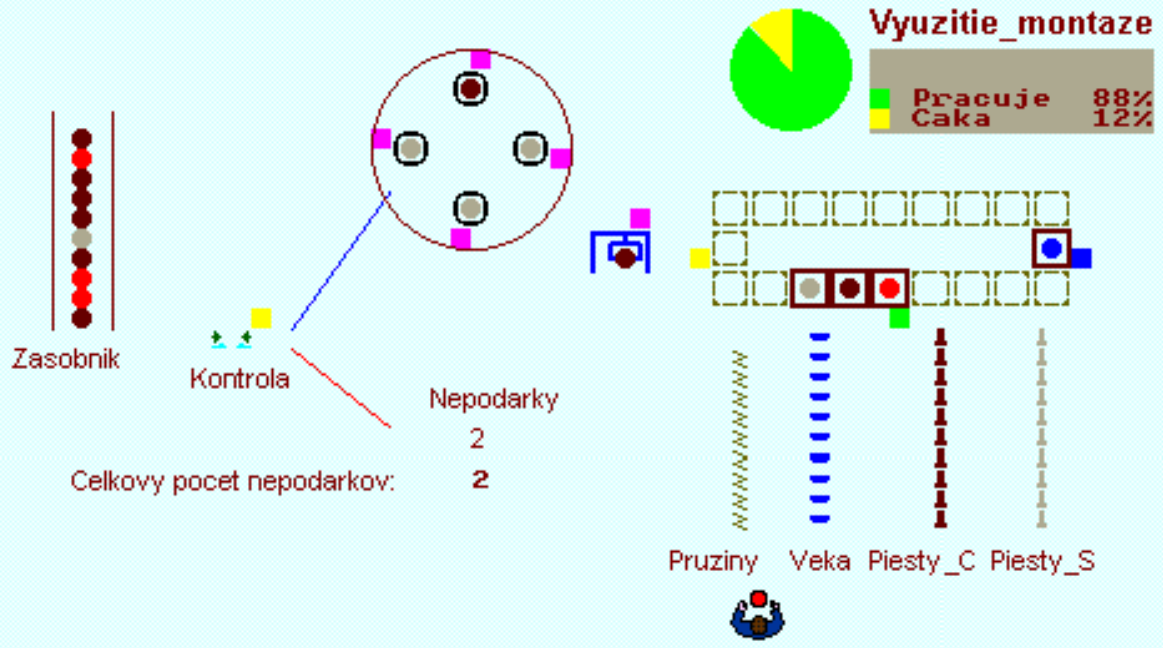 Vyuzitie_montaze
Pracuje 88%
Caka 12%
Zasobnik
Kontrola
Nepodarky
2
Celkovy pocet nepodarkov: 2
Pruziny Veka Piesty_C Piesty_S